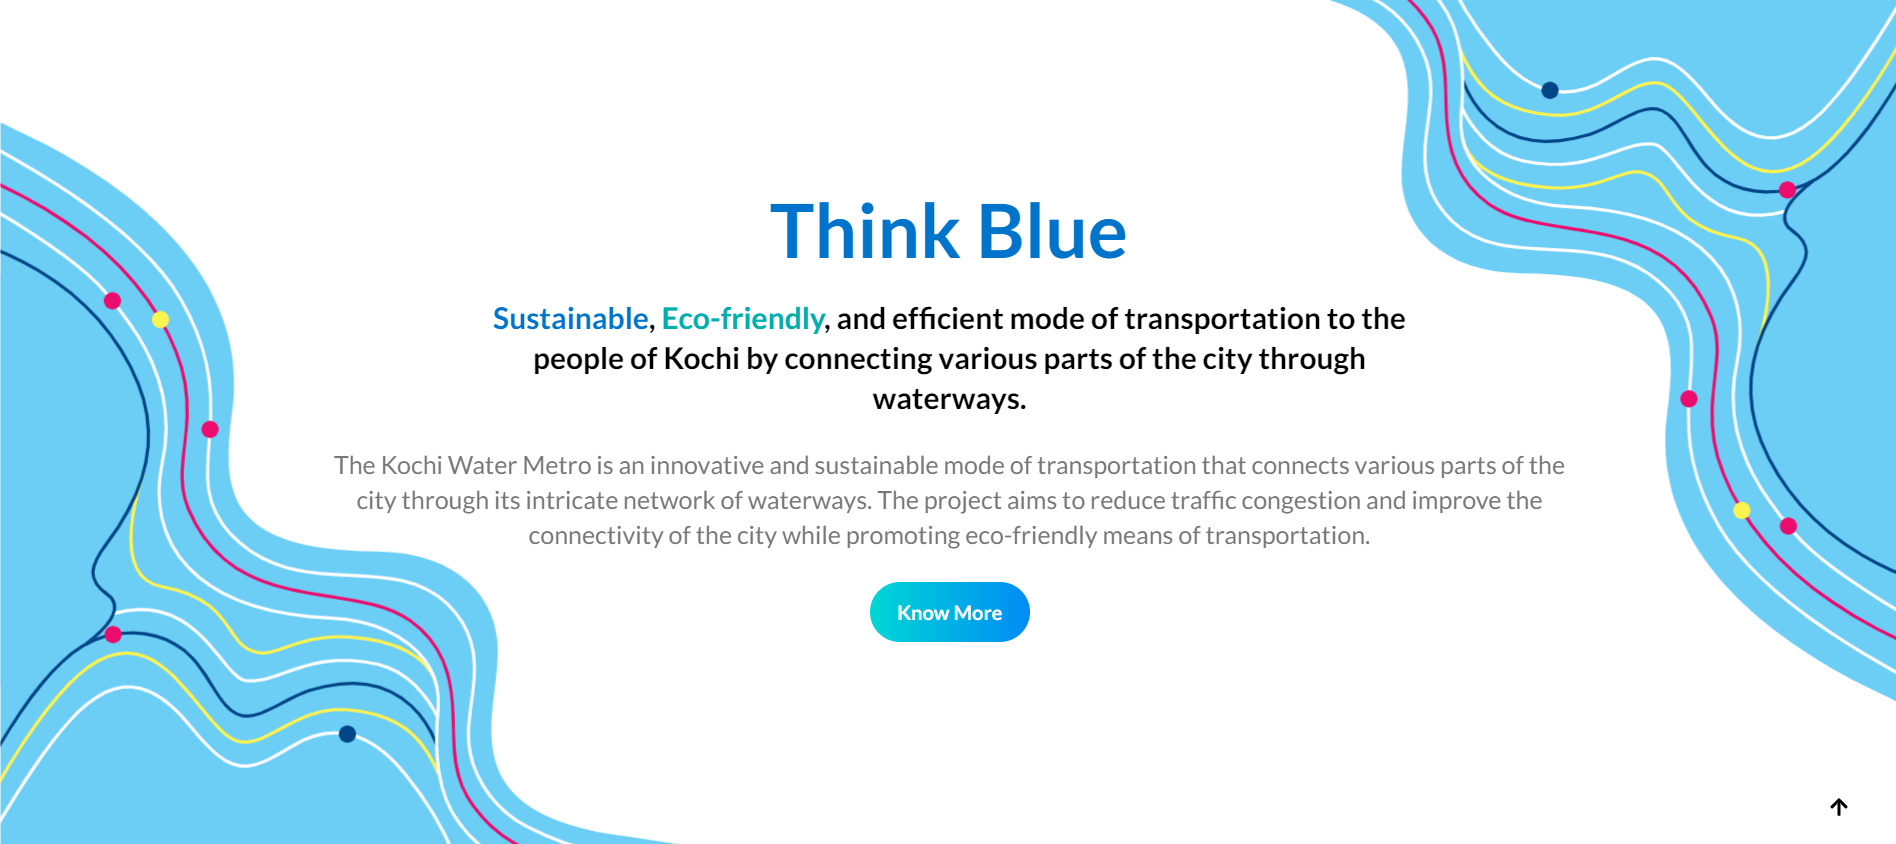 Think Blue
Sustainable, Eco-friendly, and efficient mode of transportation to the
people of Kochi by connecting various parts of the city through
waterways.
The Kochi Water Metro is an innovative and sustainable mode of transportation that connects various parts of the
city through its intricate network of waterways. The project aims to reduce traffic congestion and improve the
connectivity of the city while promoting eco-friendly means of transportation.
Know More